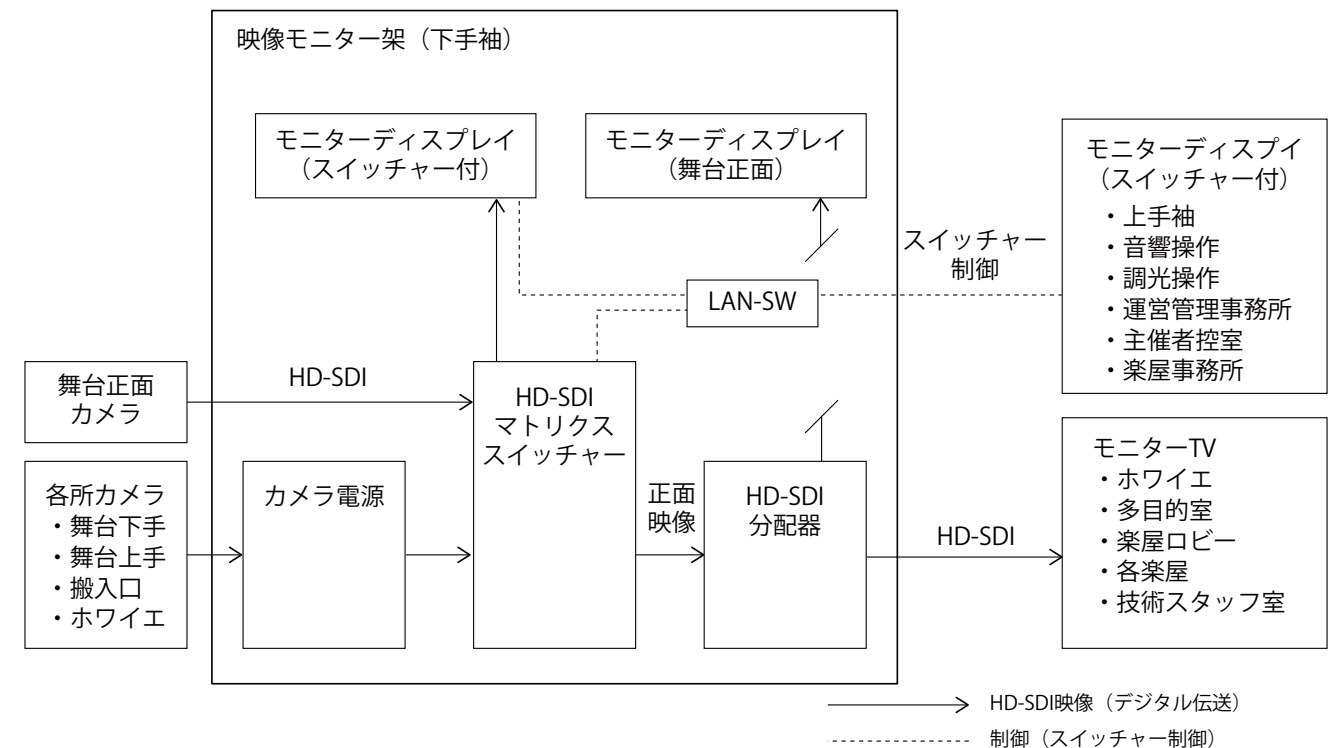 映像モニター架（下手袖）
モニターディスプレイ
（スイッチャー付）
モニターディスプレイ
（舞台正面）
モニターディスプイ
（スイッチャー付）
・上手袖
・音響操作
・調光操作
・運営管理事務所
・主催者控室
・楽屋事務所
スイッチャー
制御
LAN-SW
舞台正面
カメラ
HD-SDI
HD-SDI
マトリクス
スイッチャー
各所カメラ
・舞台下手
・舞台上手
・搬入口
・ホワイエ
カメラ電源
正面
映像
HD-SDI
分配器
HD-SDI
モニターTV
・ホワイエ
・多目的室
・楽屋ロビー
・各楽屋
・技術スタッフ室
HD-SDI映像（デジタル伝送）
制御（スイッチャー制御）